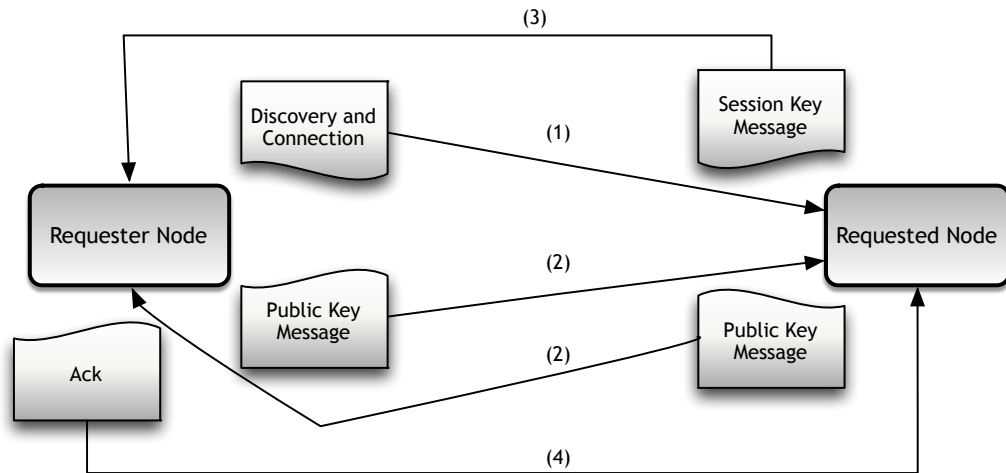 (3)
Discovery and
Connection
Session Key
Message
(1)
Requester Node
Requested Node
(2)
Public Key
Message
Public Key
Message
(2)
Ack
(4)